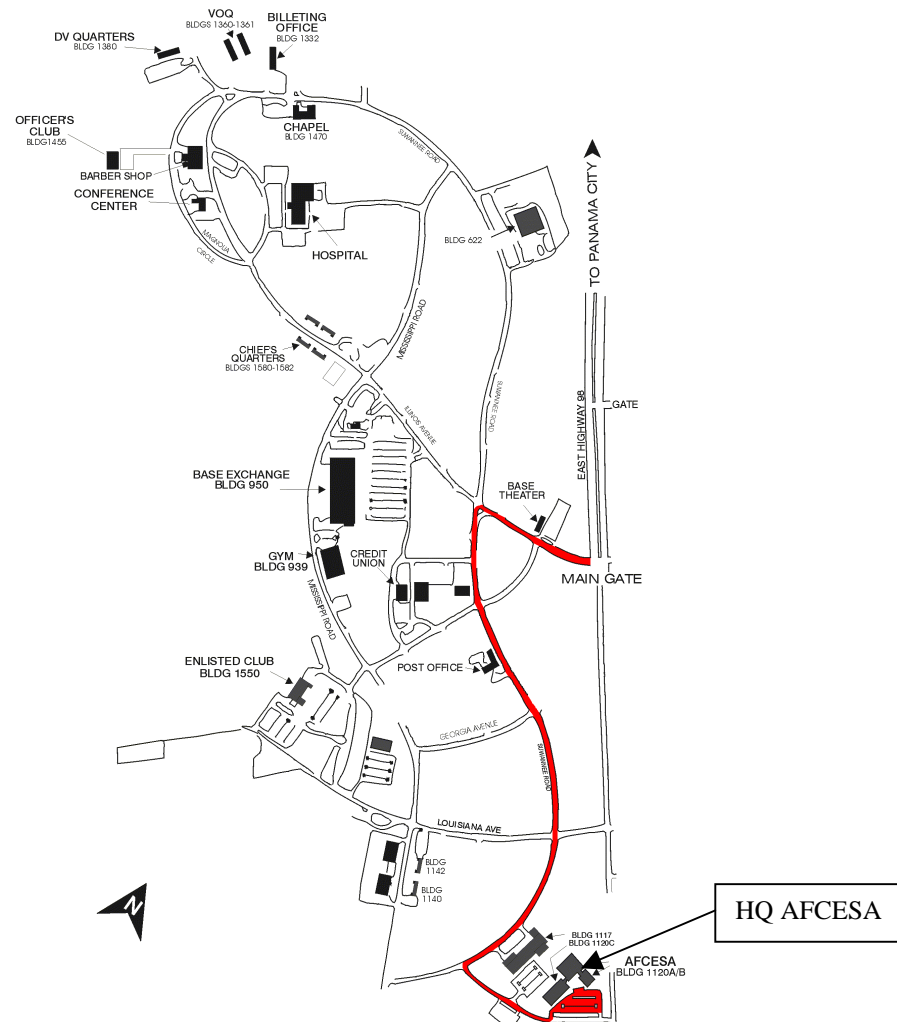 VOQ
BLDGS 1360-1361
BILLETING
OFFICE
BLDG 1332
DV QUARTERS
BLDG 1380
OFFICER'S
CLUB
BLDG1455
CHAPEL
BLDG 1470
SUWANNEE ROAD
BARBER SHOP
CONFERENCE
CENTER
MAGNOLIA
CIRCLE
HOSPITAL
BLDG 622
TO PANAMA CITY
MISSISSIPPI ROAD
CHIEFS
QUARTERS
BLDGS 1580-1582
SUWANNEE ROAD
ILLINOIS AVENUE
EAST HIGHWAY 98
GATE
BASE EXCHANGE
BLDG 950
BASE
THEATER
GYM
BLDG 939
CREDIT
UNION
MAIN GATE
MISSISSIPPI ROAD
ENLISTED CLUB
BLDG 1550
POST OFFICE
GEORGIA AVENUE
SUWANNEE ROAD
LOUISIANA AVE
BLDG
1142
BLDG
1140
N
HQ AFCESA
BLDG 1117
BLDG 1120C
AFCESA
BLDG 1120A/B